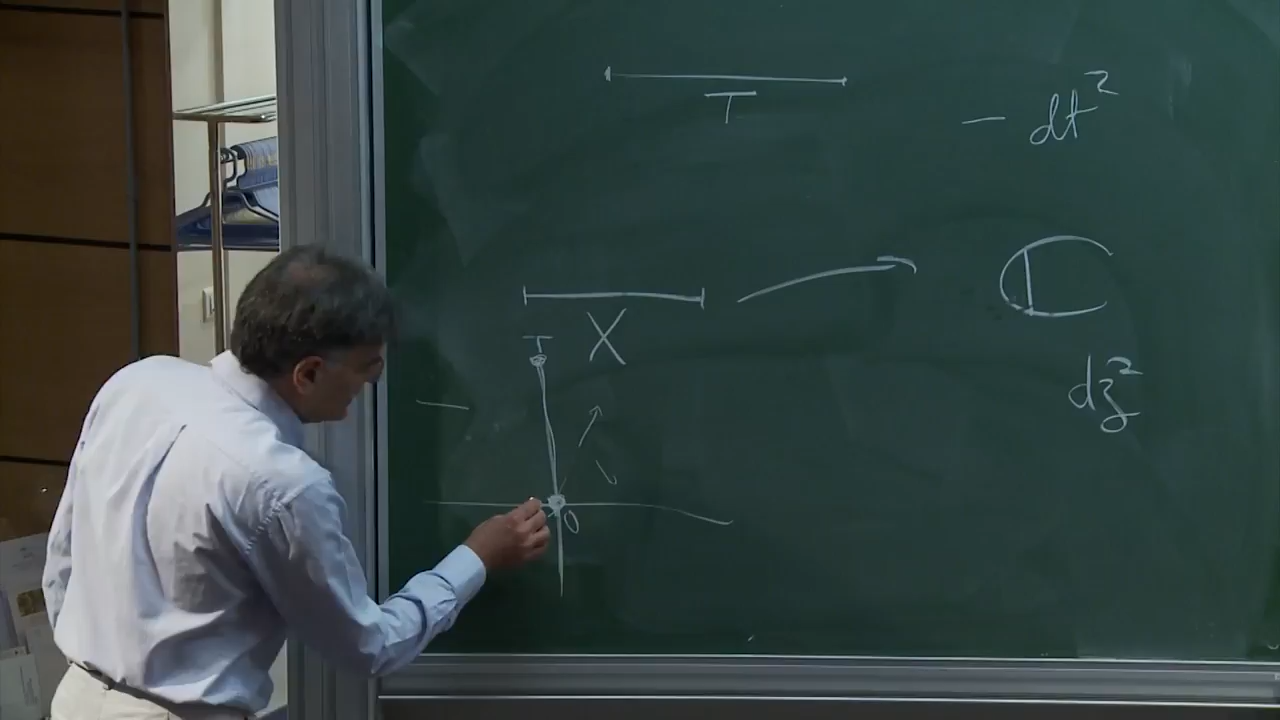 T
- dt²
X
ℂ
T
dz²
0